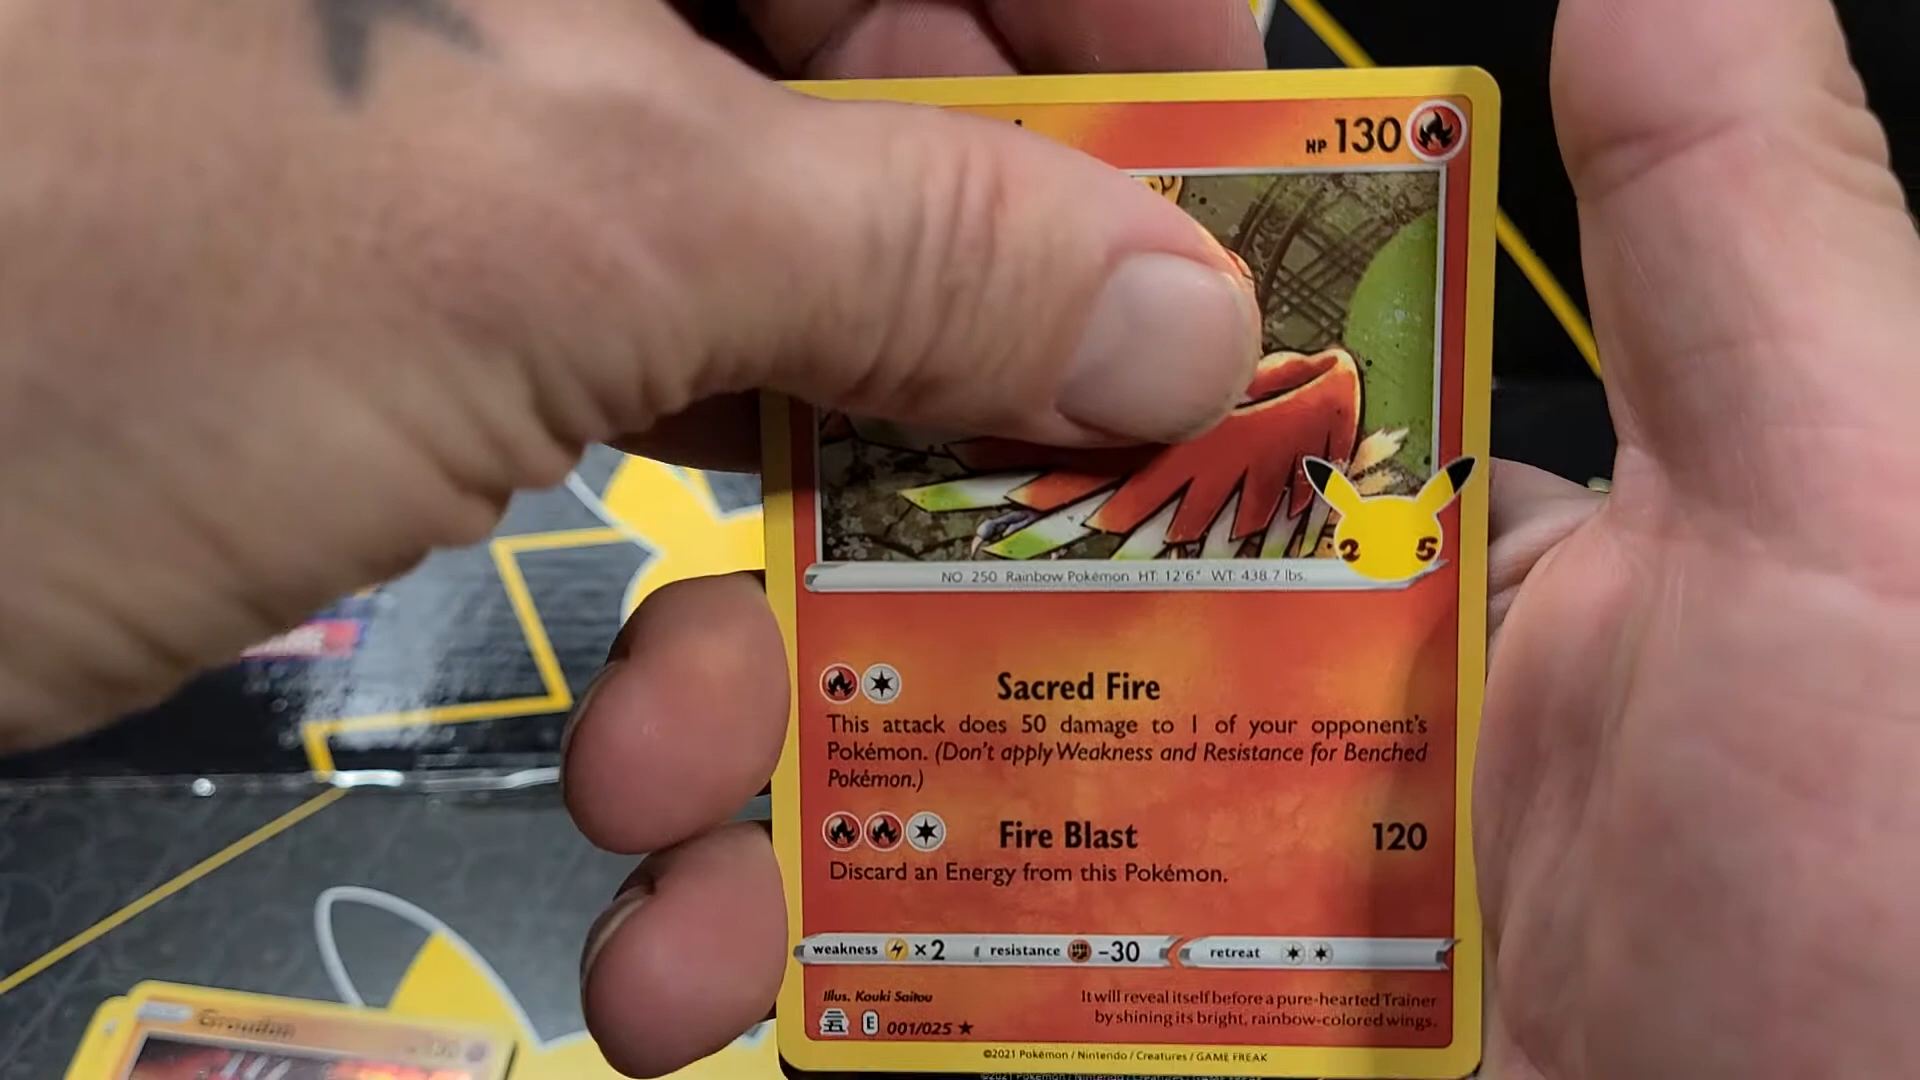 HP 130
25
NO. 250 Rainbow Pokémon HT: 12'6" WT: 438.7 lbs.
Sacred Fire
This attack does 50 damage to 1 of your opponent's
Pokémon. (Don't apply Weakness and Resistance for Benched
Pokémon.)
Fire Blast 120
Discard an Energy from this Pokémon.
weakness ×2 resistance -30 retreat
Illus. Kouki Saitou
It will reveal itself before a pure-hearted Trainer
by shining its bright, rainbow-colored wings.
E 001/025
©2021 Pokémon / Nintendo / Creatures / GAME FREAK
Groudon